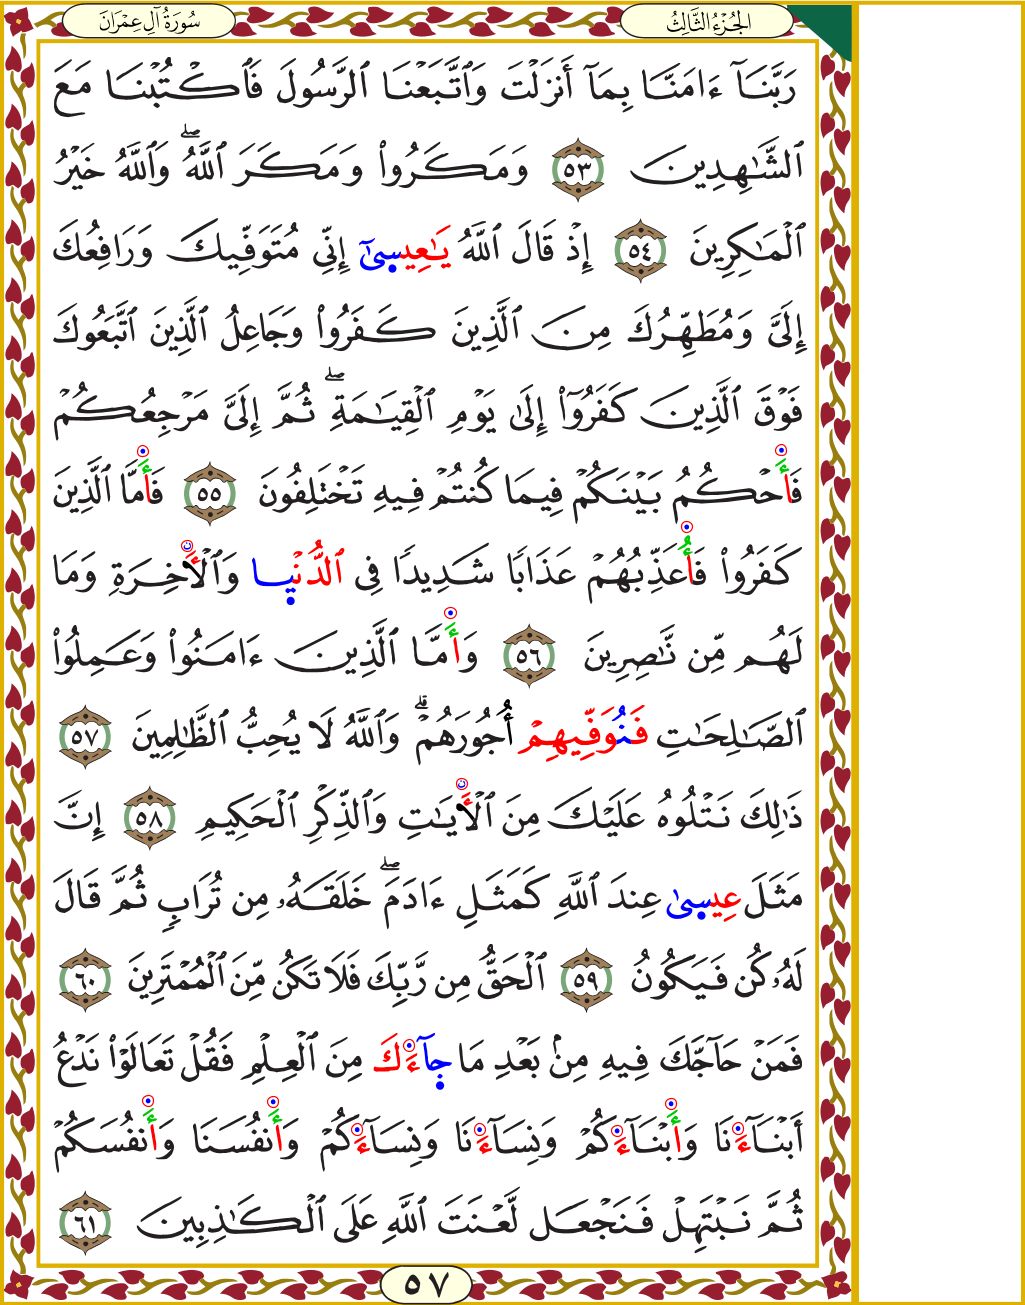 الجُزْءُ الثَّالِثُ
سُورَةُ آلِ عِمْرَانَ
رَبَّنَآ ءَامَنَّا بِمَآ أَنزَلْتَ وَٱتَّبَعْنَا ٱلرَّسُولَ فَٱكْتُبْنَا مَعَ
ٱلشَّٰهِدِينَ ٥٣ وَمَكَرُوا۟ وَمَكَرَ ٱللَّهُ ۖ وَٱللَّهُ خَيْرُ
ٱلْمَٰكِرِينَ ٥٤ إِذْ قَالَ ٱللَّهُ يَٰعِيسَىٰٓ إِنِّي مُتَوَفِّيكَ وَرَافِعُكَ
إِلَيَّ وَمُطَهِّرُكَ مِنَ ٱلَّذِينَ كَفَرُوا۟ وَجَاعِلُ ٱلَّذِينَ ٱتَّبَعُوكَ
فَوْقَ ٱلَّذِينَ كَفَرُوٓا۟ إِلَىٰ يَوْمِ ٱلْقِيَٰمَةِ ۖ ثُمَّ إِلَيَّ مَرْجِعُكُمْ
فَأَحْكُمُ بَيْنَكُمْ فِيمَا كُنتُمْ فِيهِ تَخْتَلِفُونَ ٥٥ فَأَمَّا ٱلَّذِينَ
كَفَرُوا۟ فَأُعَذِّبُهُمْ عَذَابًا شَدِيدًا فِي ٱلدُّنْيَا وَٱلْأَخِرَةِ وَمَا
لَهُم مِّن نَّٰصِرِينَ ٥٦ وَأَمَّا ٱلَّذِينَ ءَامَنُوا۟ وَعَمِلُوا۟
ٱلصَّٰلِحَٰتِ فَنُوَفِّيهِمْ أُجُورَهُمْ ۗ وَٱللَّهُ لَا يُحِبُّ ٱلظَّٰلِمِينَ ٥٧
ذَٰلِكَ نَتْلُوهُ عَلَيْكَ مِنَ ٱلْأَيَٰتِ وَٱلذِّكْرِ ٱلْحَكِيمِ ٥٨ إِنَّ
مَثَلَ عِيسَىٰ عِندَ ٱللَّهِ كَمَثَلِ ءَادَمَ ۖ خَلَقَهُۥ مِن تُرَابٍ ثُمَّ قَالَ
لَهُۥ كُن فَيَكُونُ ٥٩ ٱلْحَقُّ مِن رَّبِّكَ فَلَا تَكُن مِّنَ ٱلْمُمْتَرِينَ ٦٠
فَمَنْ حَآجَّكَ فِيهِ مِنۢ بَعْدِ مَا جَآءَكَ مِنَ ٱلْعِلْمِ فَقُلْ تَعَالَوْا۟ نَدْعُ
أَبْنَآءَنَا وَأَبْنَآءَكُمْ وَنِسَآءَنَا وَنِسَآءَكُمْ وَأَنفُسَنَا وَأَنفُسَكُمْ
ثُمَّ نَبْتَهِلْ فَنَجْعَل لَّعْنَتَ ٱللَّهِ عَلَى ٱلْكَٰذِبِينَ ٦١
٥٧